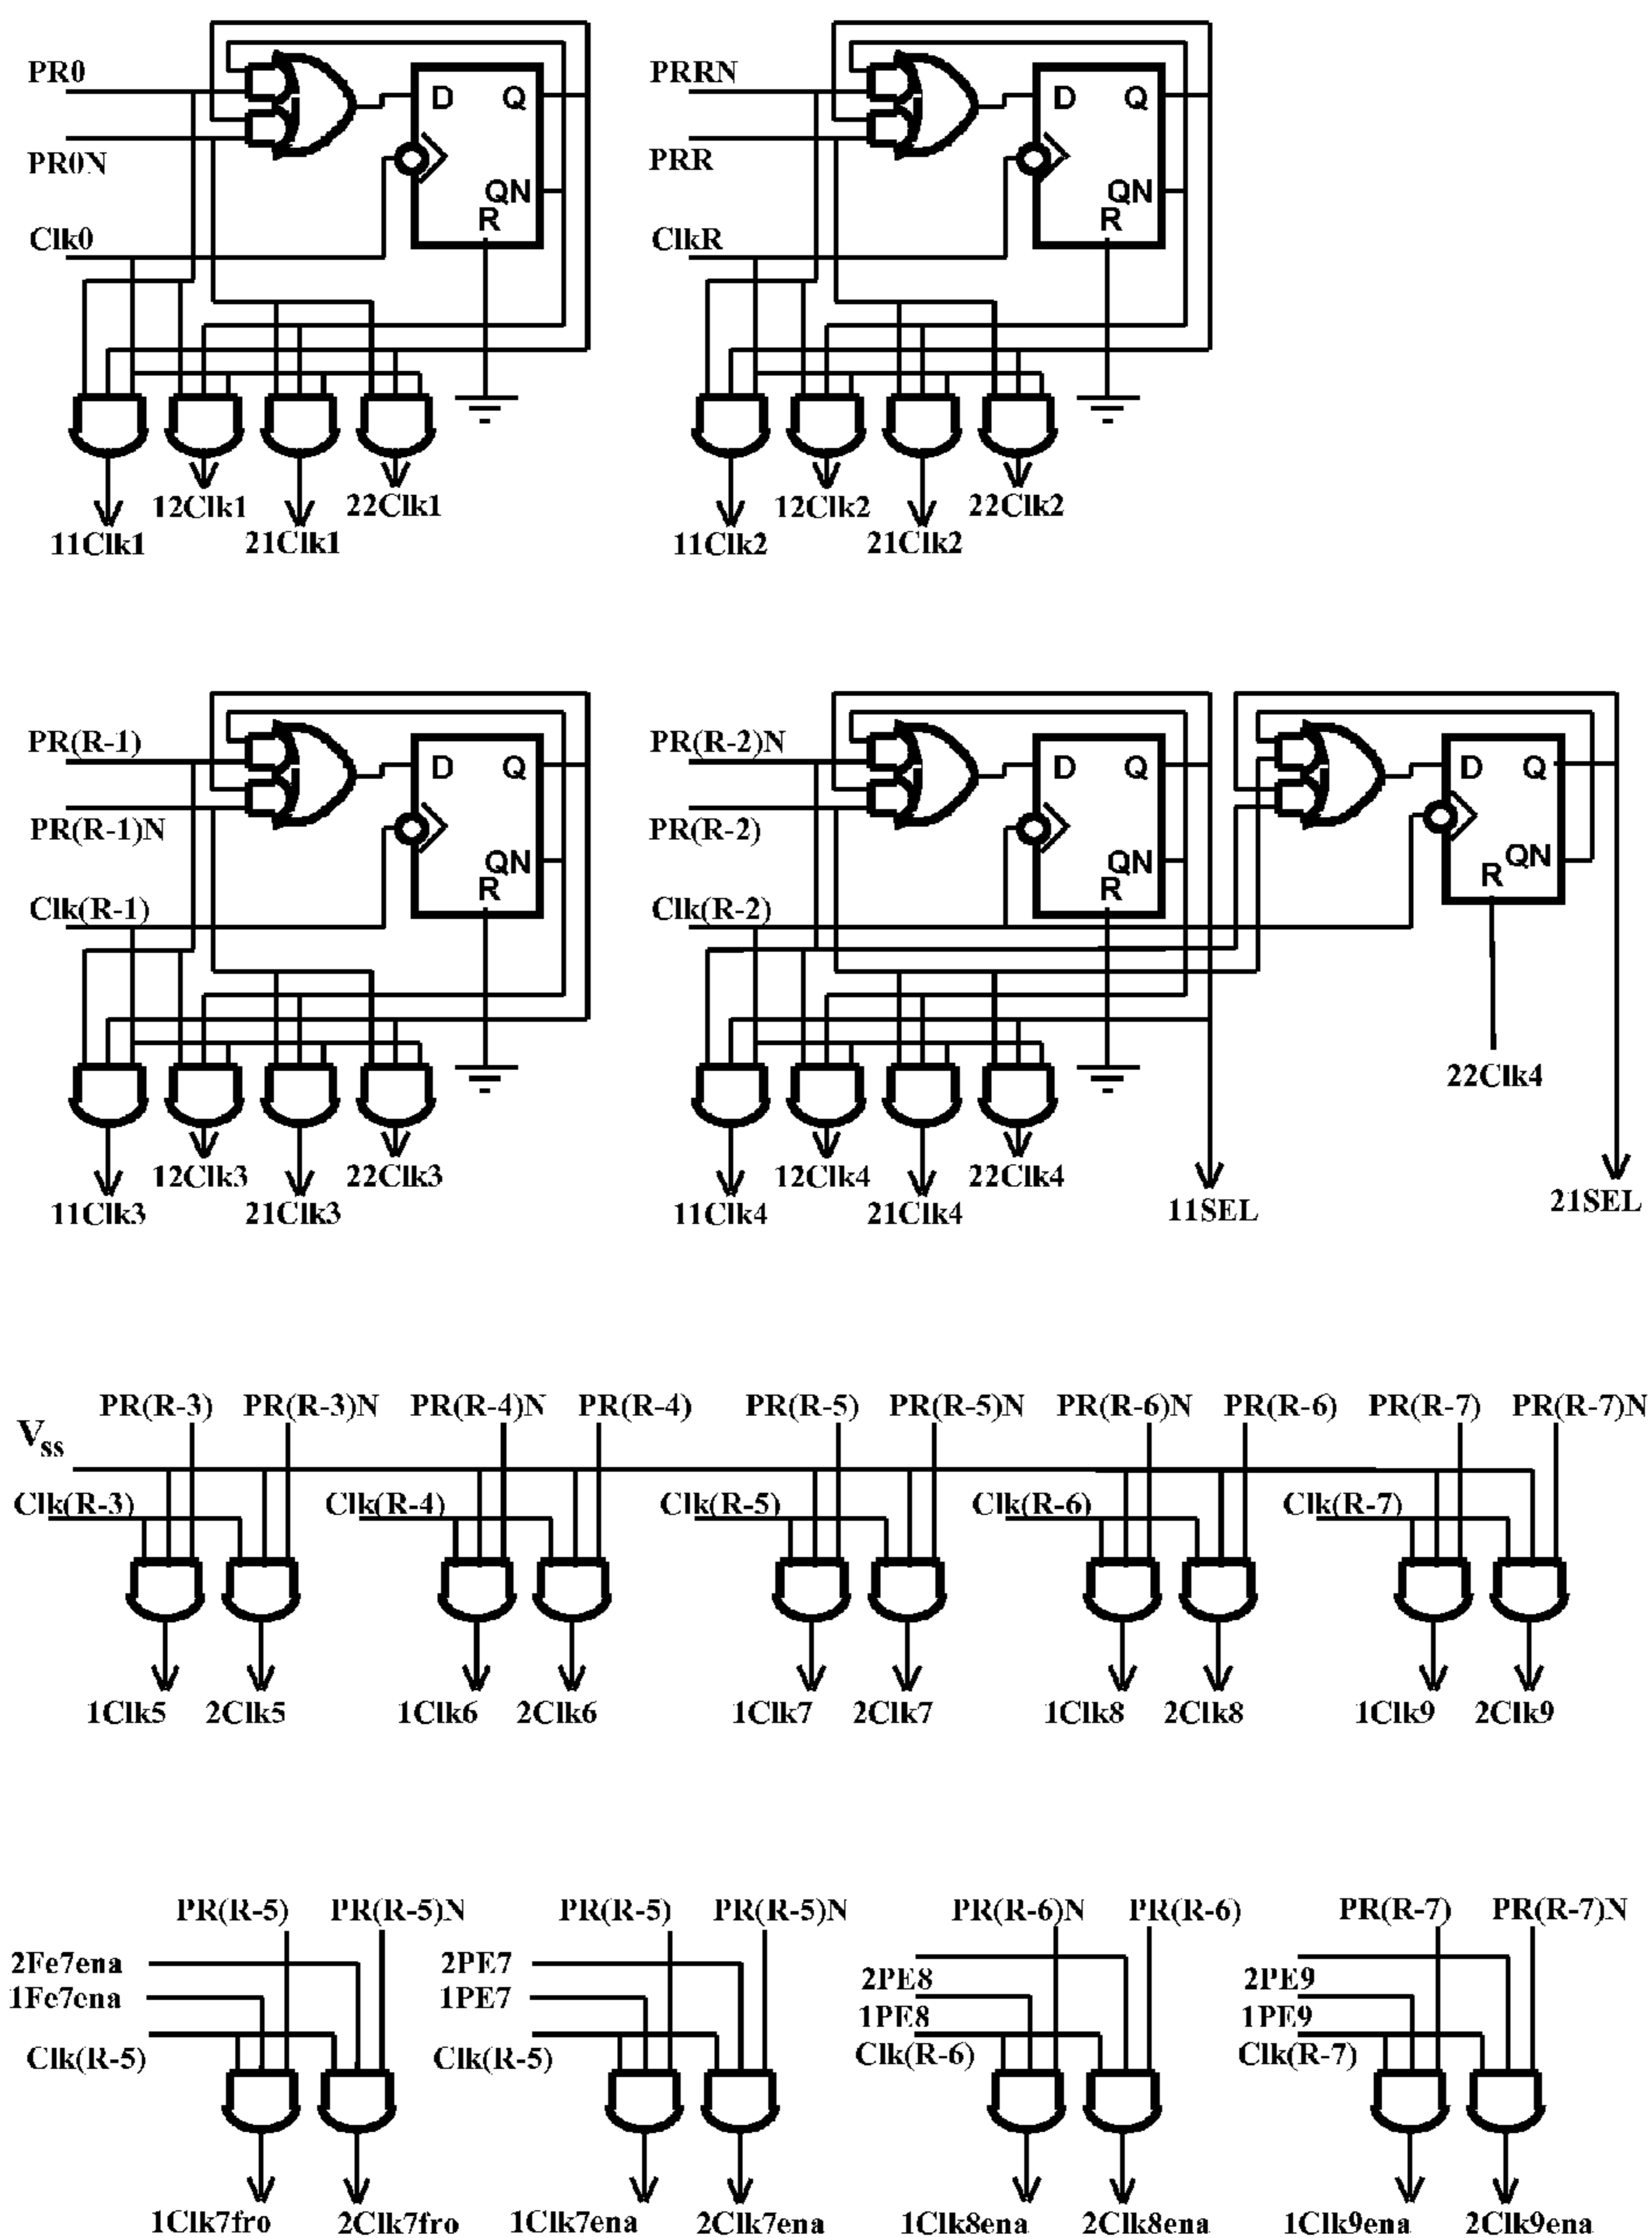 PR0
PR0N
Clk0
D Q
QN
R
11Clk1
12Clk1
21Clk1
22Clk1
PRRN
PRR
ClkR
D Q
QN
R
11Clk2
12Clk2
21Clk2
22Clk2
PR(R-1)
PR(R-1)N
Clk(R-1)
D Q
QN
R
11Clk3
12Clk3
21Clk3
22Clk3
PR(R-2)N
PR(R-2)
Clk(R-2)
D Q
QN
R
D Q
QN
R
22Clk4
11Clk4
12Clk4
21Clk4
22Clk4
11SEL
21SEL
PR(R-3) PR(R-3)N PR(R-4)N PR(R-4) PR(R-5) PR(R-5)N PR(R-6)N PR(R-6) PR(R-7) PR(R-7)N
Vss
Clk(R-3) Clk(R-4) Clk(R-5) Clk(R-6) Clk(R-7)
1Clk5 2Clk5 1Clk6 2Clk6 1Clk7 2Clk7 1Clk8 2Clk8 1Clk9 2Clk9
PR(R-5) PR(R-5)N PR(R-5) PR(R-5)N PR(R-6)N PR(R-6) PR(R-7) PR(R-7)N
2Fe7ena 2PE7 2PE8 2PE9
1Fe7ena 1PE7 1PE8 1PE9
Clk(R-5) Clk(R-5) Clk(R-6) Clk(R-7)
1Clk7fro 2Clk7fro 1Clk7ena 2Clk7ena 1Clk8ena 2Clk8ena 1Clk9ena 2Clk9ena